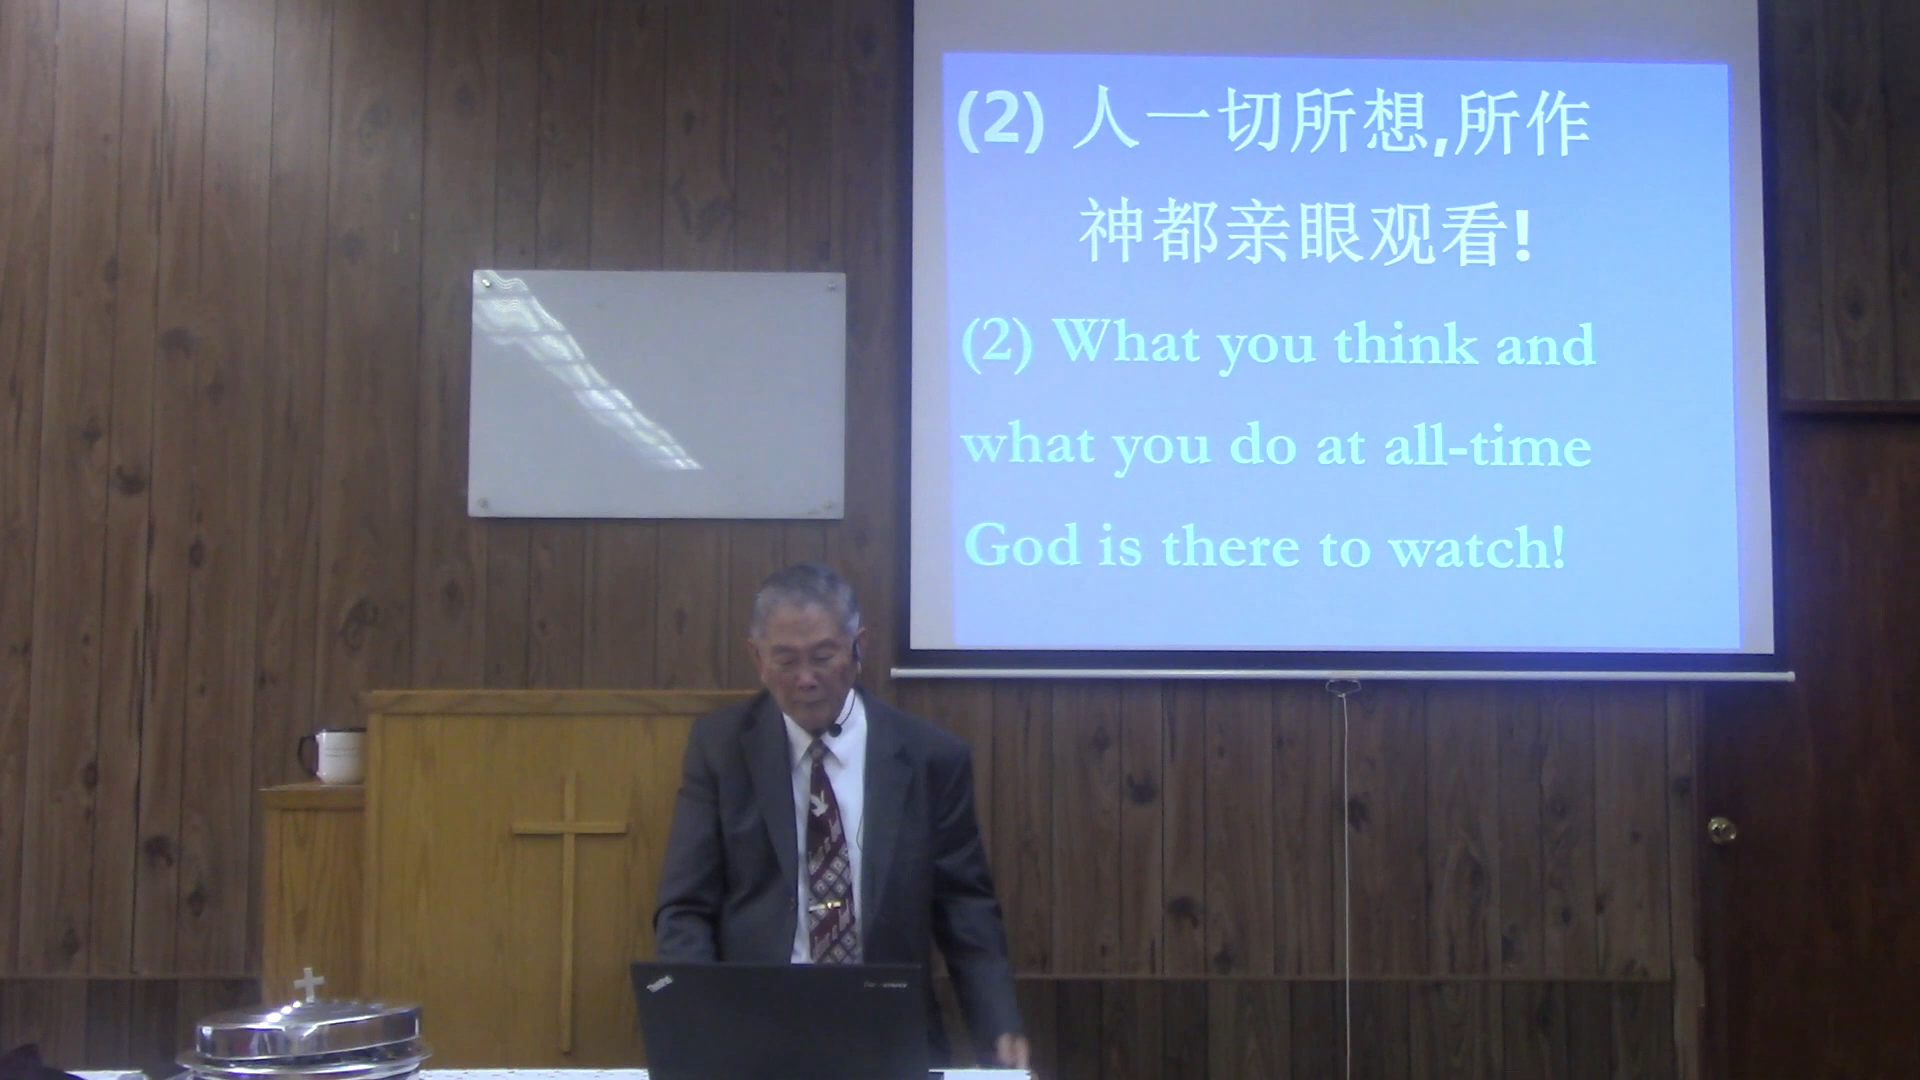 (2) 人一切所想,所作
神都亲眼观看!
(2) What you think and
what you do at all-time
God is there to watch!
ThinkPad